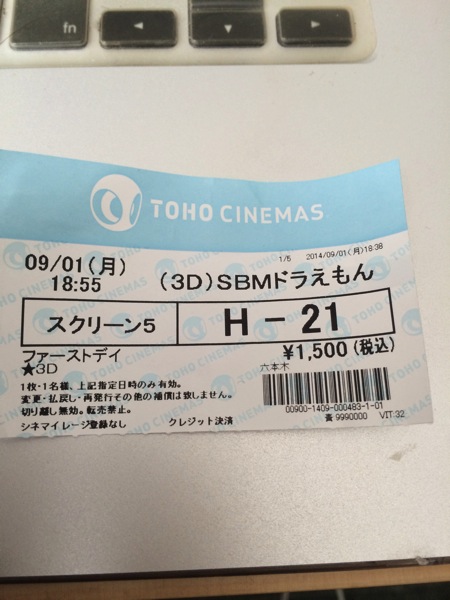 fn
TOHO CINEMAS
1/5 2014/09/01(月)18:38
09/01(月)
18:55 (3D)SBMドラえもん
スクリーン5 H-21
ファーストデイ ¥1,500(税込)
★3D 六本木
1枚・1名様、上記指定日時のみ有効。
変更・払戻し・再発行その他の補償は致しません。
切り離し無効。転売禁止。
00900-1409-000483-1-01
シネマイレージ登録なし クレジット決済 9990000 VIT:32